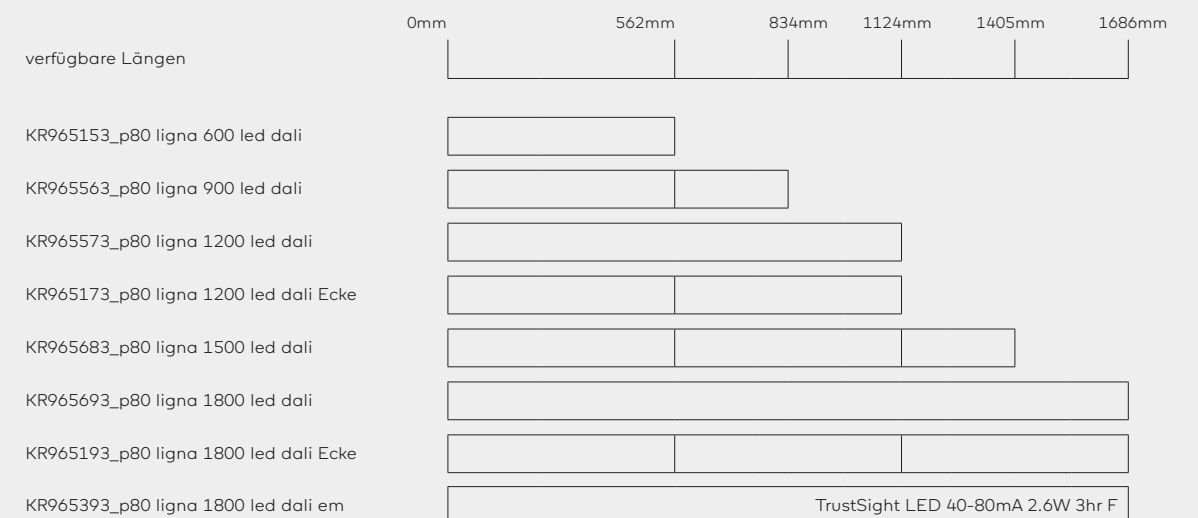 0mm 562mm 834mm 1124mm 1405mm 1686mm
verfügbare Längen
KR965153_p80 ligna 600 led dali
KR965563_p80 ligna 900 led dali
KR965573_p80 ligna 1200 led dali
KR965173_p80 ligna 1200 led dali Ecke
KR965683_p80 ligna 1500 led dali
KR965693_p80 ligna 1800 led dali
KR965193_p80 ligna 1800 led dali Ecke
KR965393_p80 ligna 1800 led dali em TrustSight LED 40-80mA 2.6W 3hr F